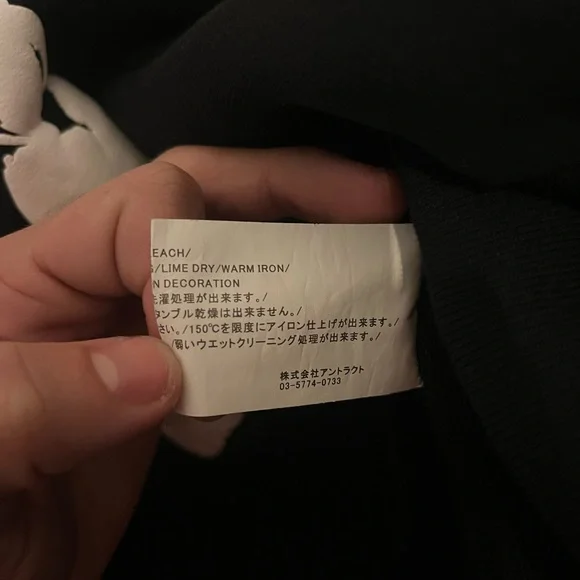 EACH/
/LIME DRY/WARM IRON/
N DECORATION
濯処理が出来ます。/
タンブル乾燥は出来ません。/
さい。/150℃を限度にアイロン仕上げが出来ます。/
/弱いウエットクリーニング処理が出来ます。/
株式会社アントラクト
03-5774-0733